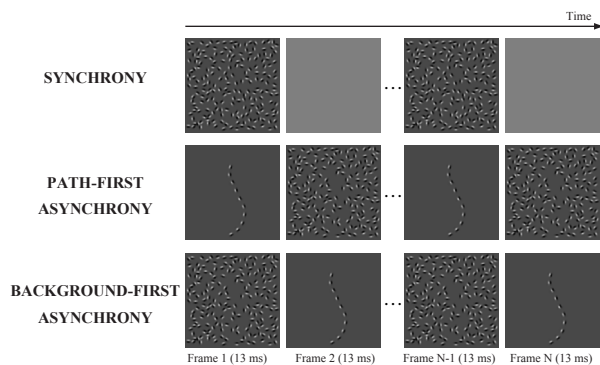 Time
SYNCHRONY
...
PATH-FIRST
ASYNCHRONY
...
BACKGROUND-FIRST
ASYNCHRONY
...
Frame 1 (13 ms) Frame 2 (13 ms) Frame N-1 (13 ms) Frame N (13 ms)